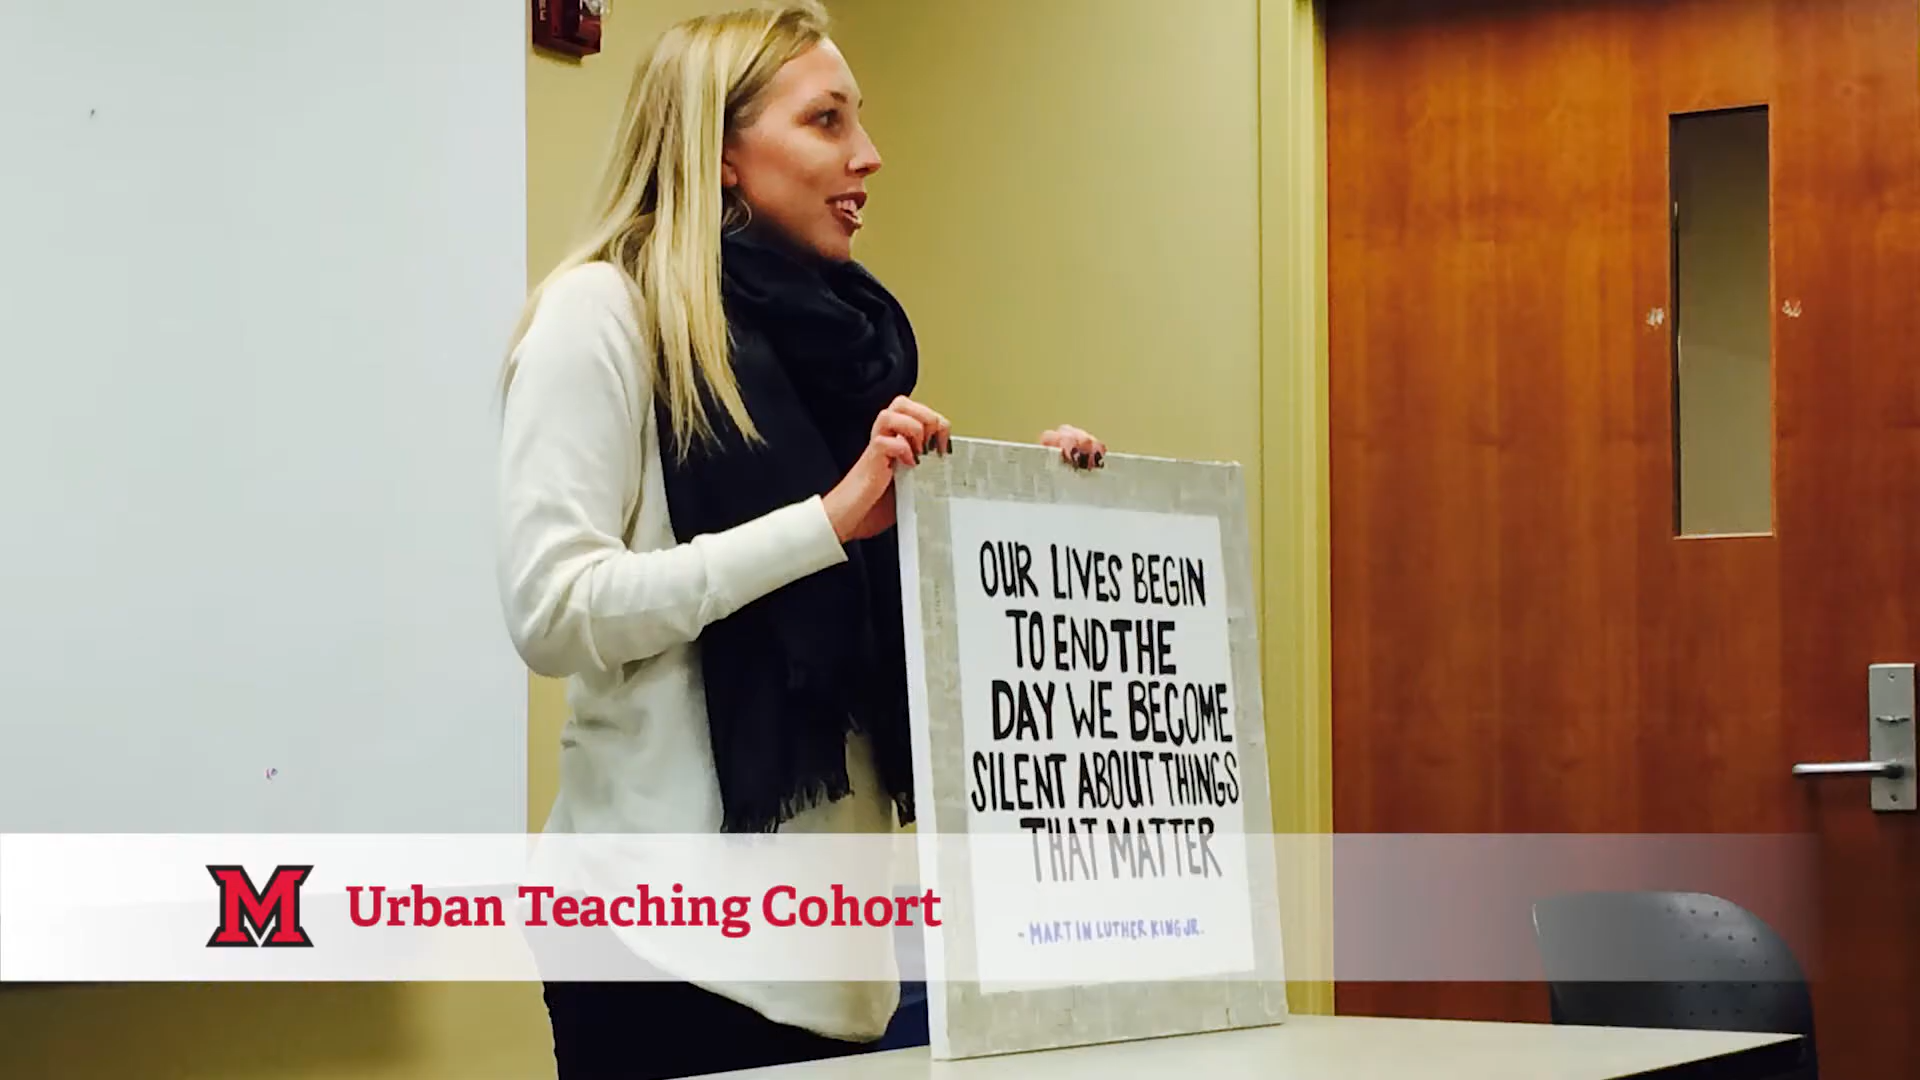 OUR LIVES BEGIN
TO END THE
DAY WE BECOME
SILENT ABOUT THINGS
THAT MATTER
- MARTIN LUTHER KING JR.
M
Urban Teaching Cohort